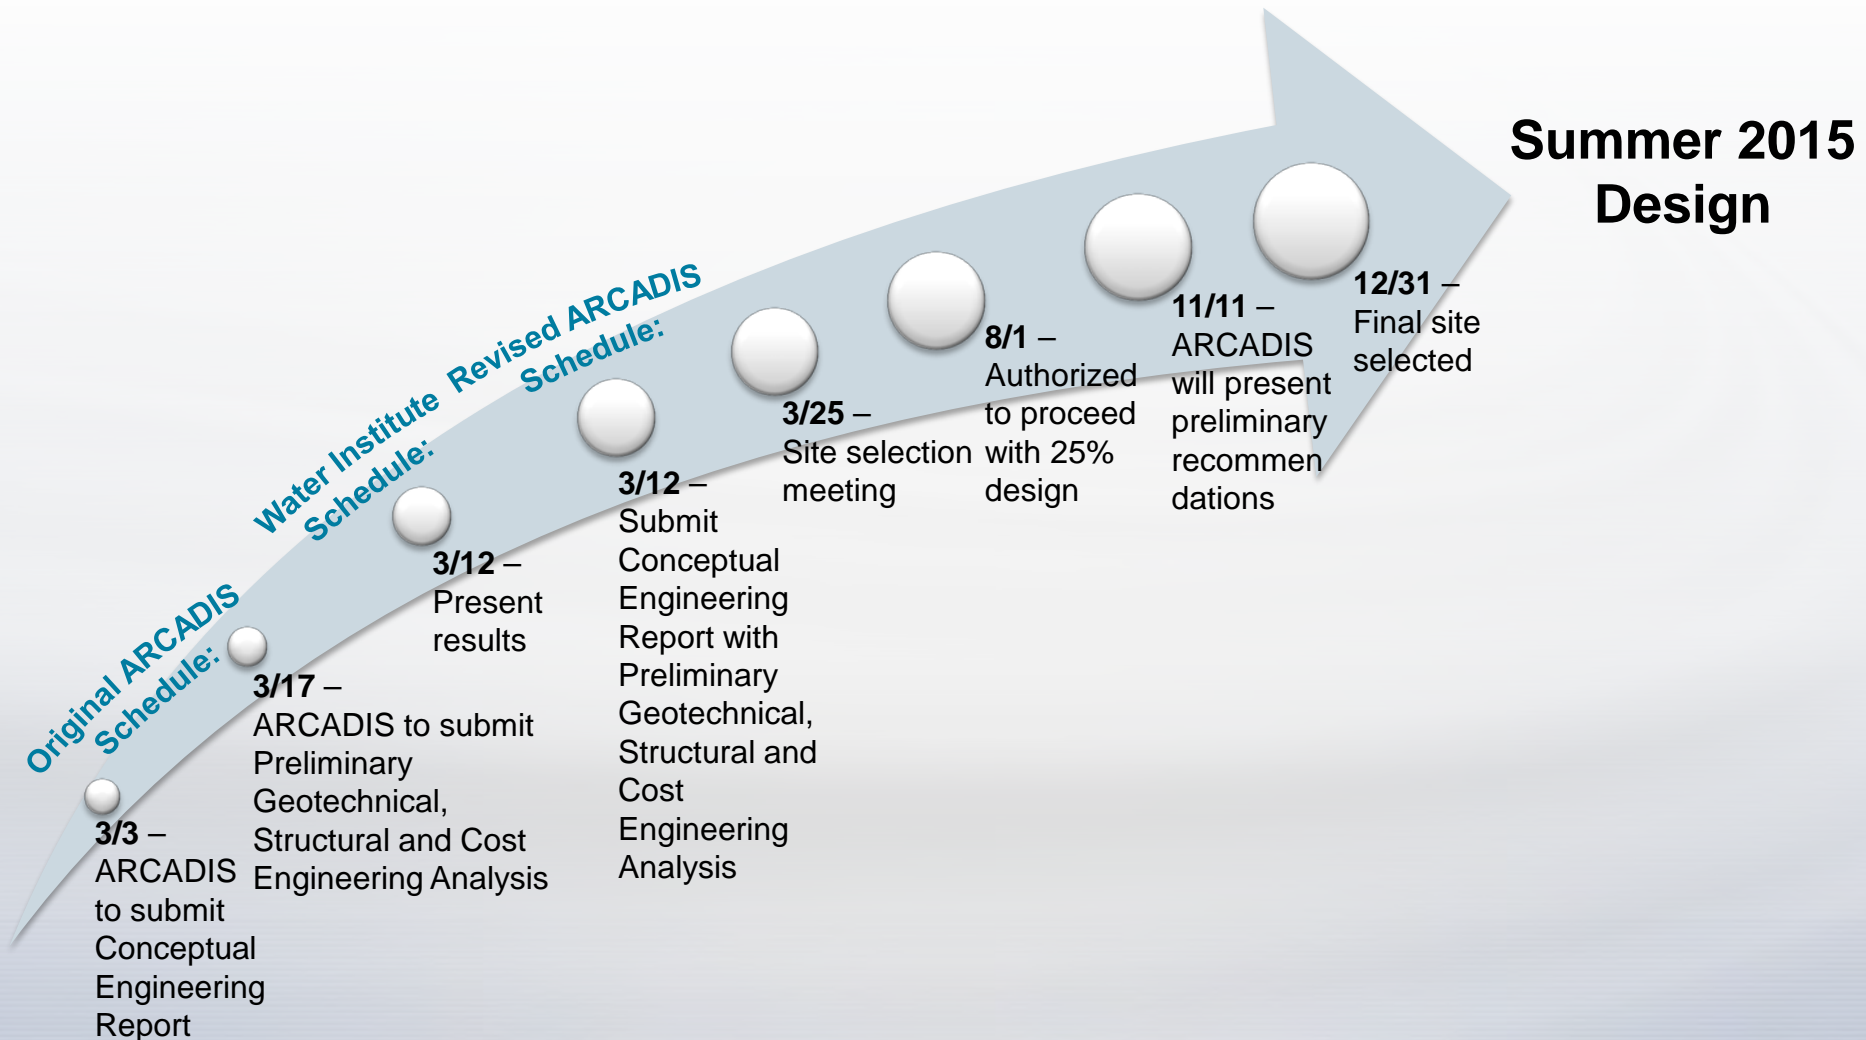 Summer 2015
Design
Original ARCADIS
Schedule:
3/3 –
ARCADIS
to submit
Conceptual
Engineering
Report
3/17 –
ARCADIS to submit
Preliminary
Geotechnical,
Structural and Cost
Engineering Analysis
Water Institute
Schedule:
3/12 –
Present
results
Revised ARCADIS
Schedule:
3/12 –
Submit
Conceptual
Engineering
Report with
Preliminary
Geotechnical,
Structural and
Cost
Engineering
Analysis
3/25 –
Site selection
meeting
8/1 –
Authorized
to proceed
with 25%
design
11/11 –
ARCADIS
will present
preliminary
recommen
dations
12/31 –
Final site
selected